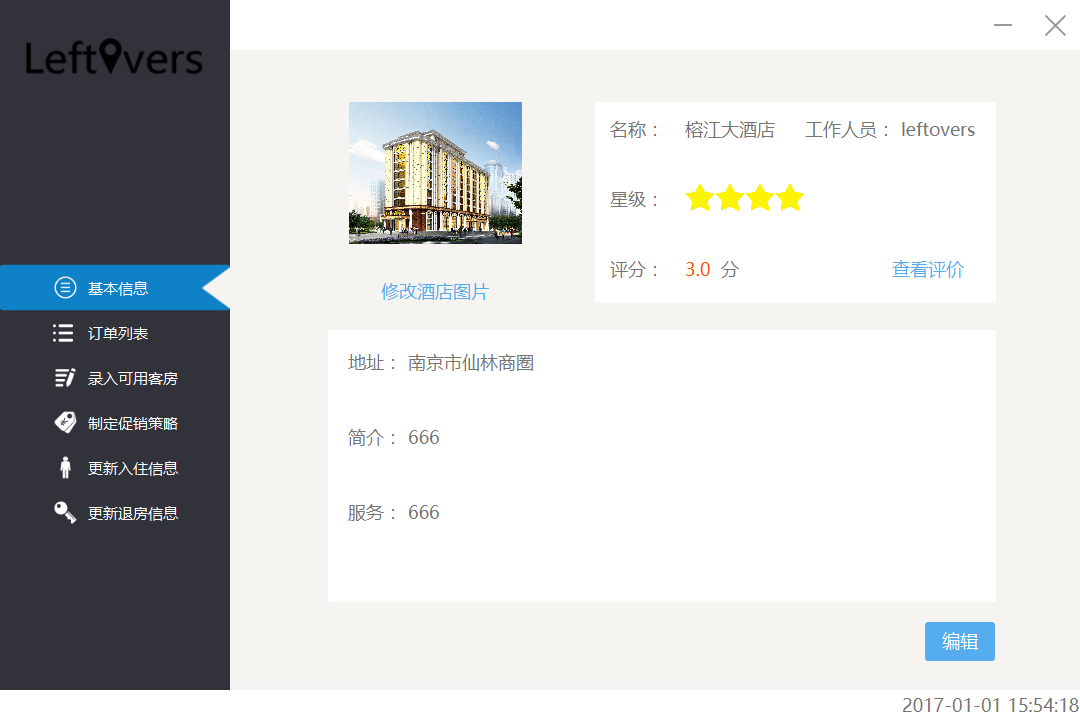 Leftovers
基本信息
订单列表
录入可用客房
制定促销策略
更新入住信息
更新退房信息
修改酒店图片
名称： 榕江大酒店 工作人员： leftovers
星级：
评分： 3.0 分 查看评价
地址： 南京市仙林商圈
简介： 666
服务： 666
编辑
2017-01-01 15:54:18